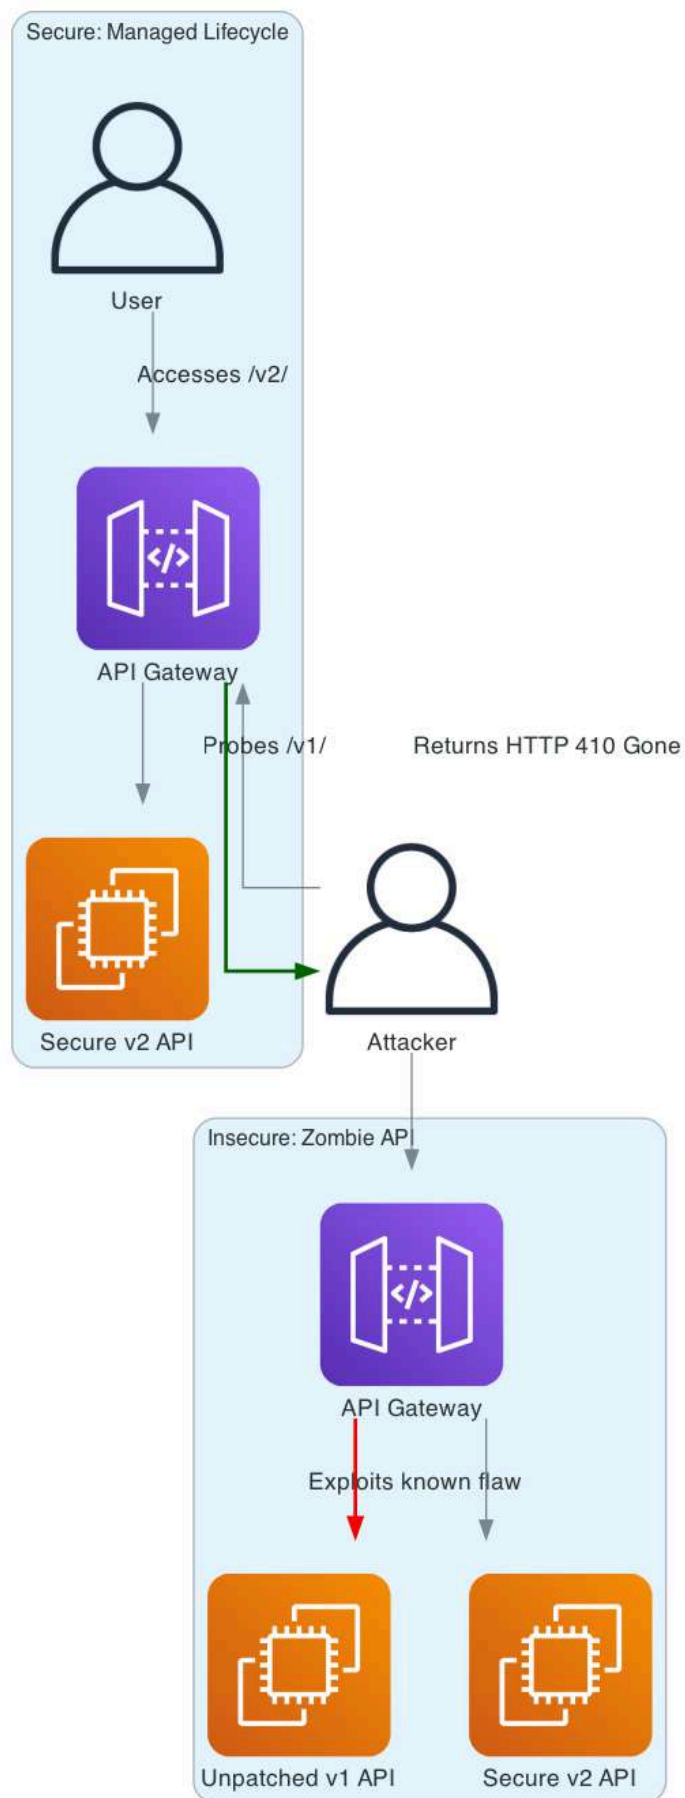 Secure: Managed Lifecycle
User
Accesses /v2/
API Gateway
Probes /v1/
Returns HTTP 410 Gone
Secure v2 API
Attacker
Insecure: Zombie API
API Gateway
Exploits known flaw
Unpatched v1 API
Secure v2 API